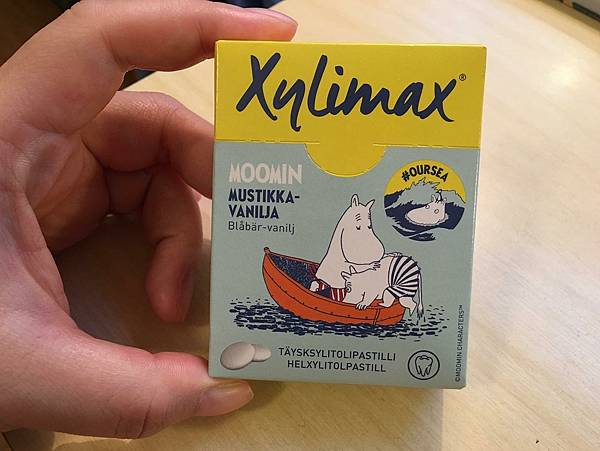 Xylimax®
MOOMIN
MUSTIKKA-
VANILJA
Blåbär-vanilj
#OURSEA
TÄYSKSYLITOLIPASTILLI
HELXYLITOLPASTILL
©MOOMIN CHARACTERS™